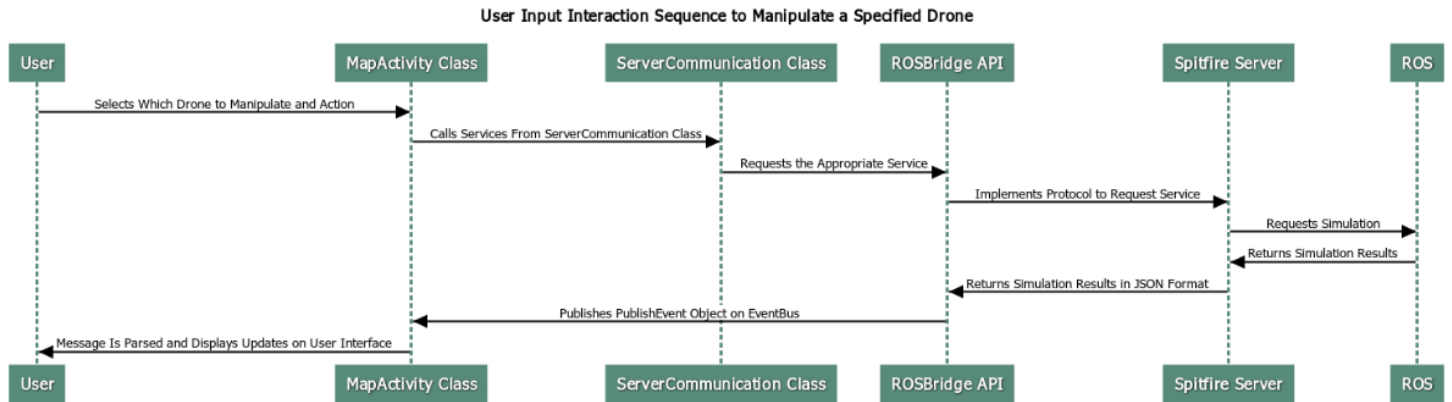 User Input Interaction Sequence to Manipulate a Specified Drone
User MapActivity Class ServerCommunication Class ROSBridge API Spitfire Server ROS
Selects Which Drone to Manipulate and Action
Calls Services From ServerCommunication Class
Requests the Appropriate Service
Implements Protocol to Request Service
Requests Simulation
Returns Simulation Results
Returns Simulation Results in JSON Format
Publishes PublishEvent Object on EventBus
Message Is Parsed and Displays Updates on User Interface
User MapActivity Class ServerCommunication Class ROSBridge API Spitfire Server ROS